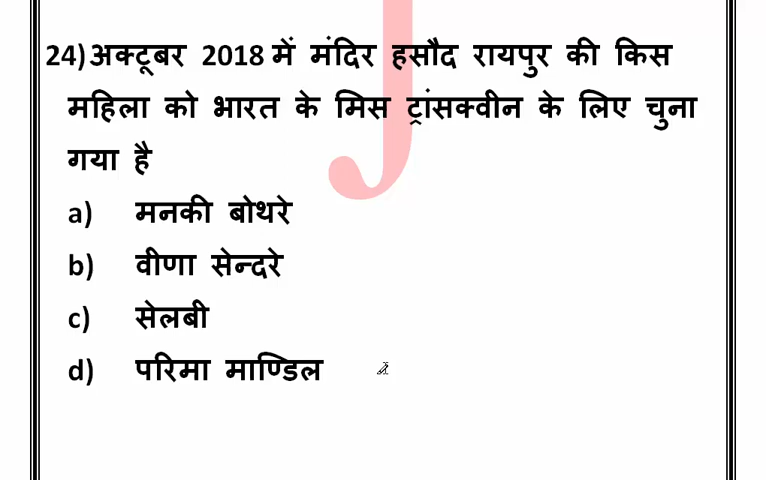 24) अक्टूबर 2018 में मंदिर हसौद रायपुर की किस
महिला को भारत के मिस ट्रांसक्वीन के लिए चुना
गया है
a) मनकी बोथरे
b) वीणा सेन्दरे
c) सेलबी
d) परिमा माण्डिल